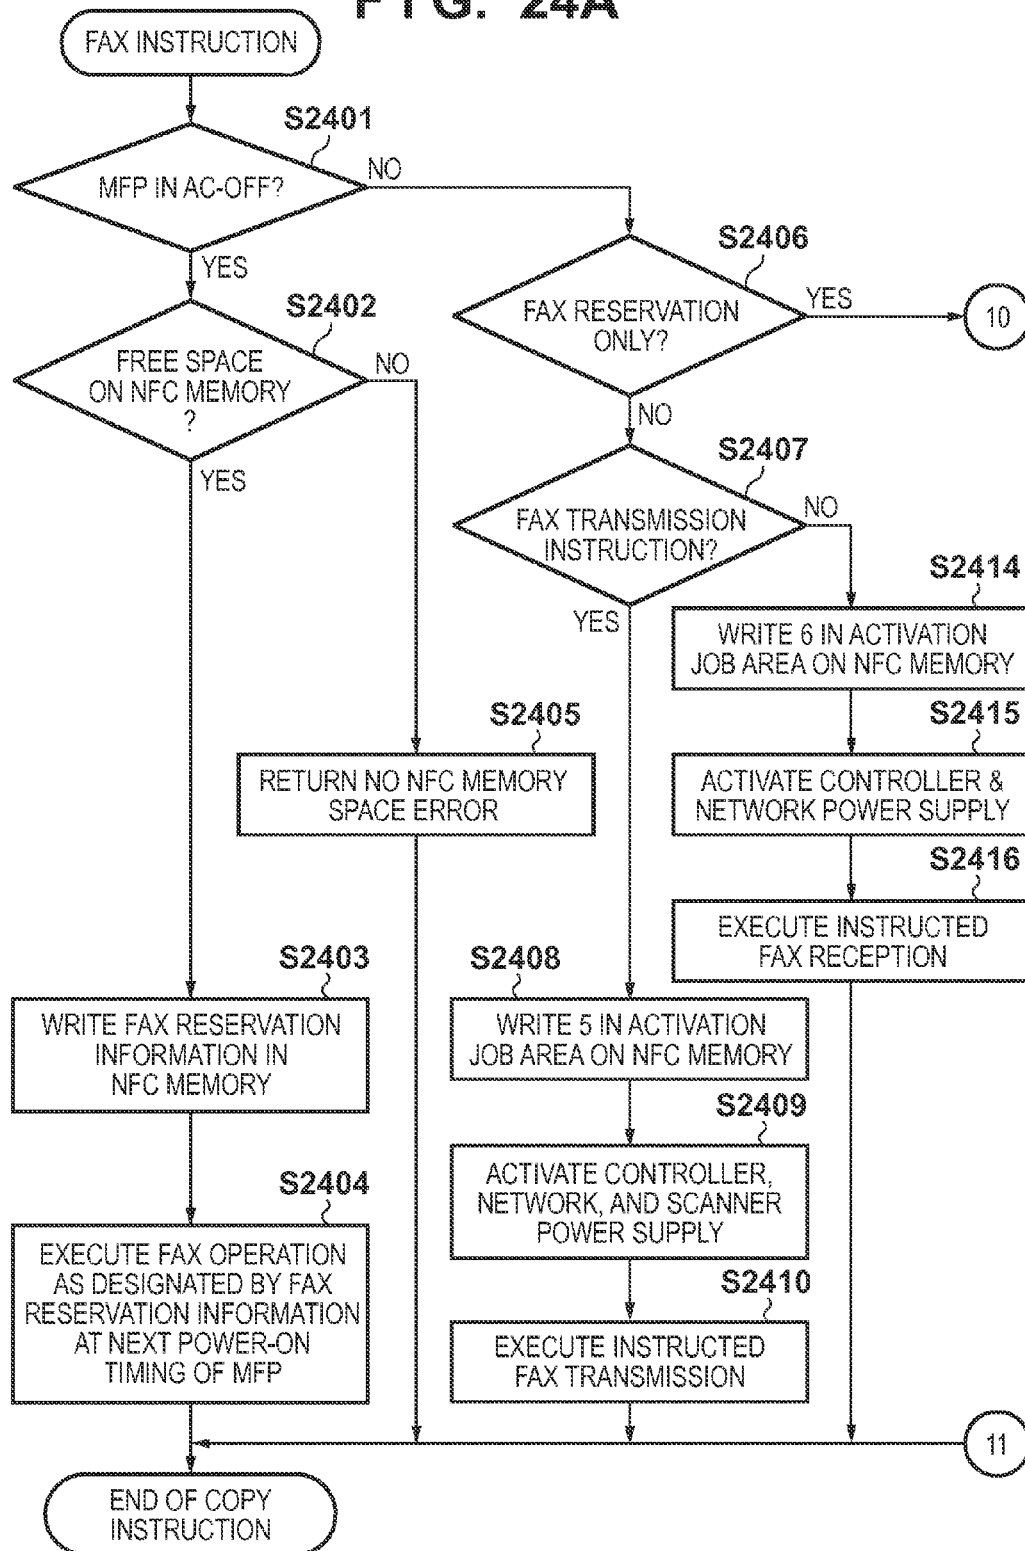 FIG. 24A
FAX INSTRUCTION
S2401
MFP IN AC-OFF?
NO
YES
S2402
FREE SPACE
ON NFC MEMORY
?
NO
YES
S2406
FAX RESERVATION
ONLY?
YES
10
NO
S2407
FAX TRANSMISSION
INSTRUCTION?
NO
YES
S2414
WRITE 6 IN ACTIVATION
JOB AREA ON NFC MEMORY
S2405
RETURN NO NFC MEMORY
SPACE ERROR
S2415
ACTIVATE CONTROLLER &
NETWORK POWER SUPPLY
S2416
EXECUTE INSTRUCTED
FAX RECEPTION
S2403
WRITE FAX RESERVATION
INFORMATION IN
NFC MEMORY
S2408
WRITE 5 IN ACTIVATION
JOB AREA ON NFC MEMORY
S2409
ACTIVATE CONTROLLER,
NETWORK, AND SCANNER
POWER SUPPLY
S2404
EXECUTE FAX OPERATION
AS DESIGNATED BY FAX
RESERVATION INFORMATION
AT NEXT POWER-ON
TIMING OF MFP
S2410
EXECUTE INSTRUCTED
FAX TRANSMISSION
11
END OF COPY
INSTRUCTION